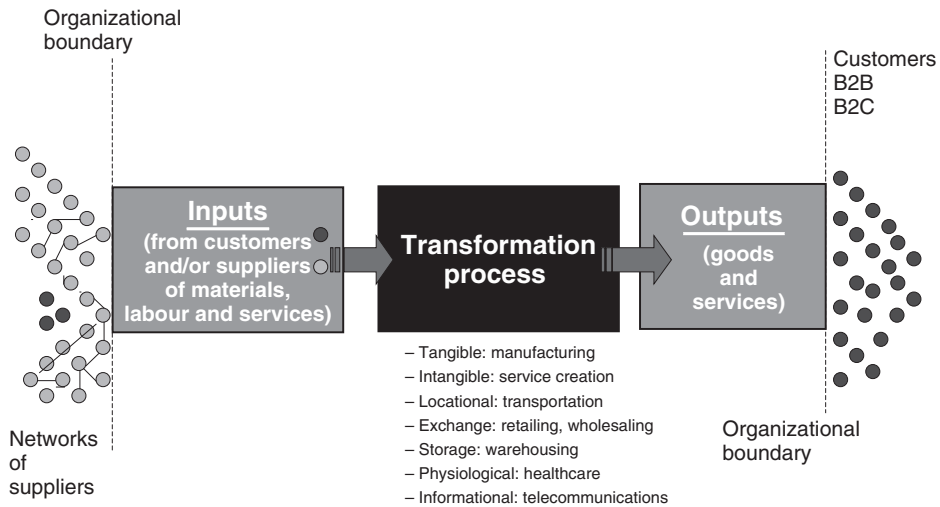 Organizational
boundary
Customers
B2B
B2C
Inputs
(from customers
and/or suppliers
of materials,
labour and services)
Transformation
process
Outputs
(goods
and
services)
– Tangible: manufacturing
– Intangible: service creation
– Locational: transportation
– Exchange: retailing, wholesaling
– Storage: warehousing
– Physiological: healthcare
– Informational: telecommunications
Networks
of
suppliers
Organizational
boundary